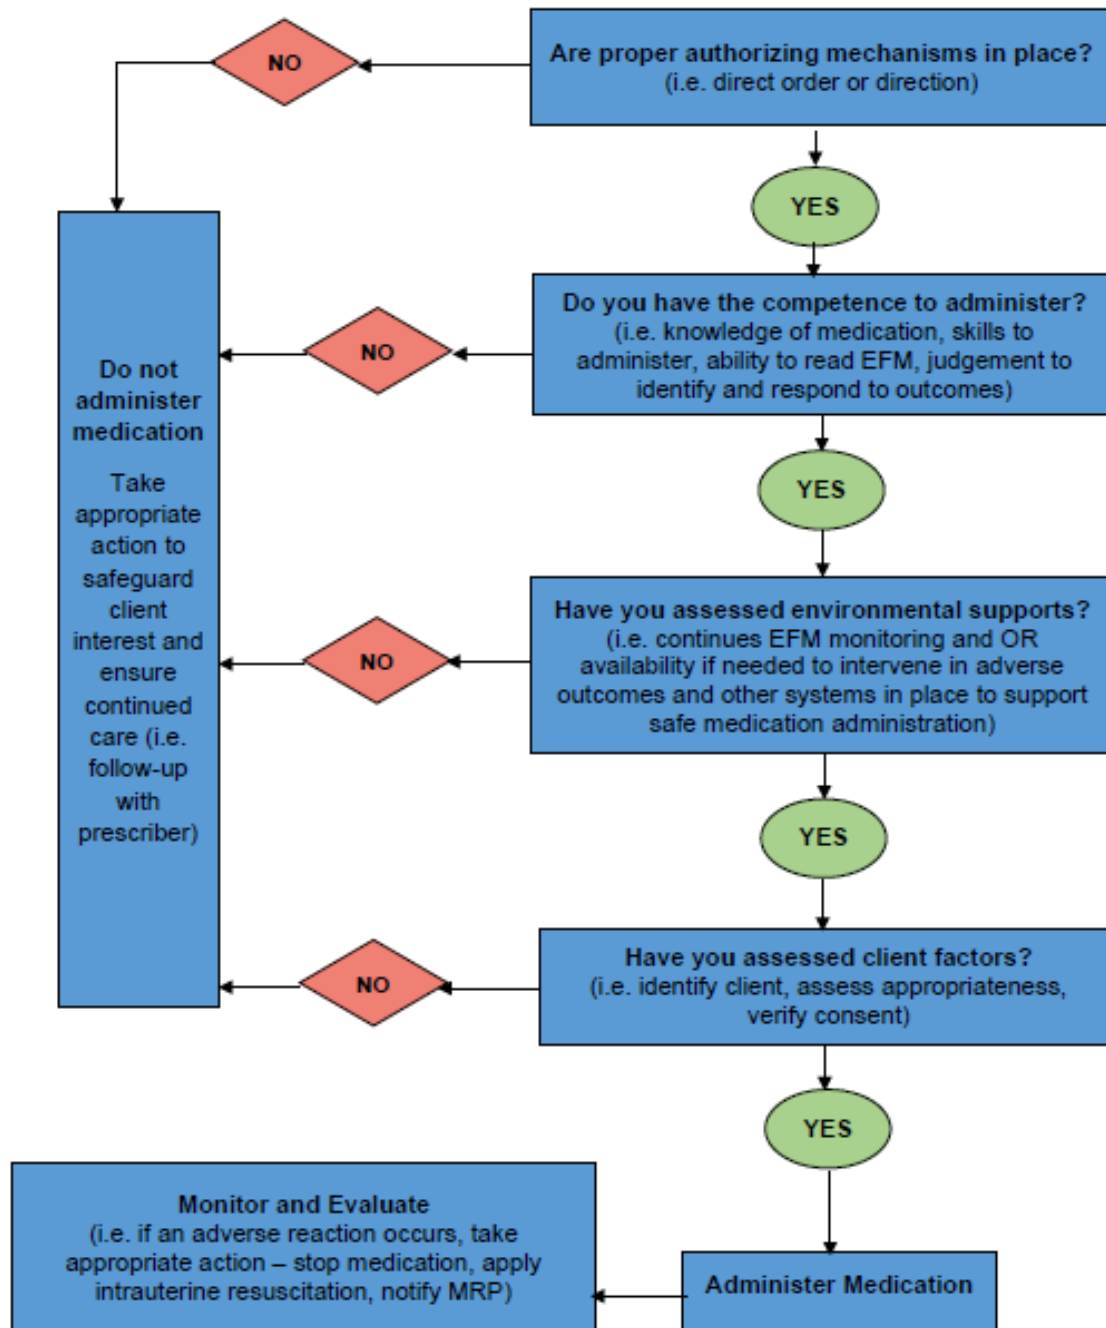 Are proper authorizing mechanisms in place?
(i.e. direct order or direction)
NO
YES
Do you have the competence to administer?
(i.e. knowledge of medication, skills to
administer, ability to read EFM, judgement to
identify and respond to outcomes)
NO
YES
Have you assessed environmental supports?
(i.e. continues EFM monitoring and OR
availability if needed to intervene in adverse
outcomes and other systems in place to support
safe medication administration)
NO
YES
Have you assessed client factors?
(i.e. identify client, assess appropriateness,
verify consent)
NO
YES
Do not
administer
medication
Take
appropriate
action to
safeguard
client
interest and
ensure
continued
care (i.e.
follow-up
with
prescriber)
Administer Medication
Monitor and Evaluate
(i.e. if an adverse reaction occurs, take
appropriate action – stop medication, apply
intrauterine resuscitation, notify MRP)